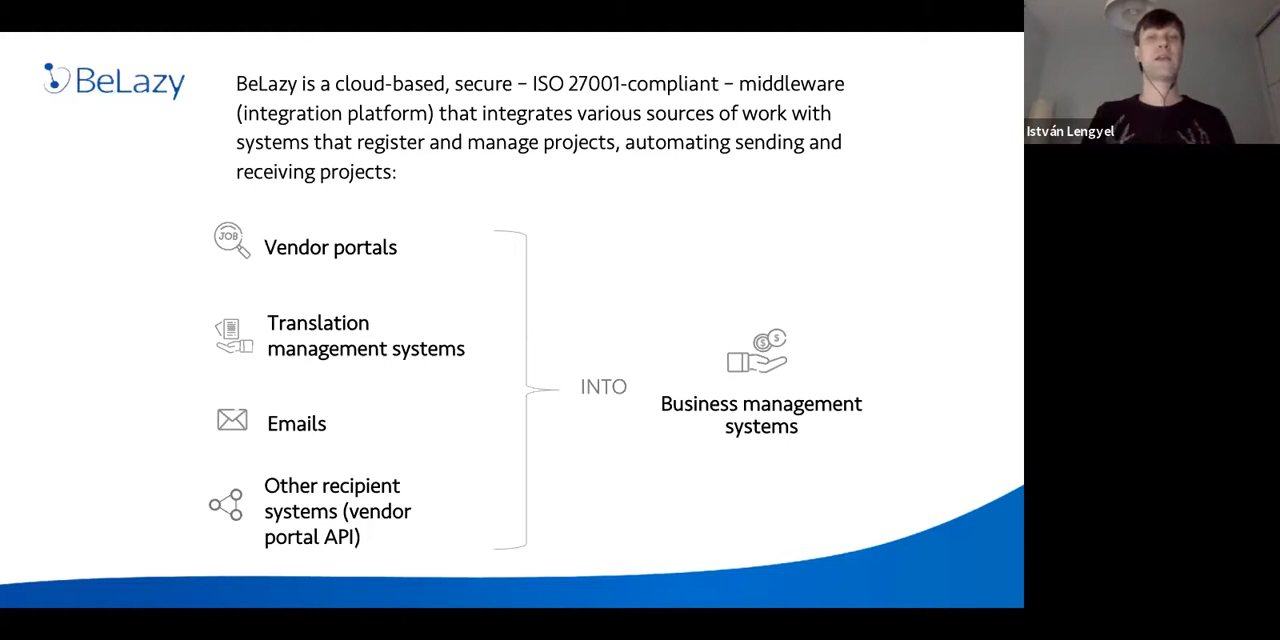 BeLazy
BeLazy is a cloud-based, secure – ISO 27001-compliant – middleware
(integration platform) that integrates various sources of work with
systems that register and manage projects, automating sending and
receiving projects:
JOB
Vendor portals
Translation
management systems
Emails
Other recipient
systems (vendor
portal API)
INTO
$ $
Business management
systems
István Lengyel